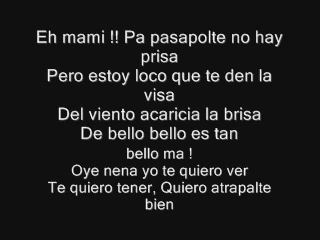 Eh mami !! Pa pasapolte no hay
prisa
Pero estoy loco que te den la
visa
Del viento acaricia la brisa
De bello bello es tan
bello ma !
Oye nena yo te quiero ver
Te quiero tener, Quiero atrapalte
bien